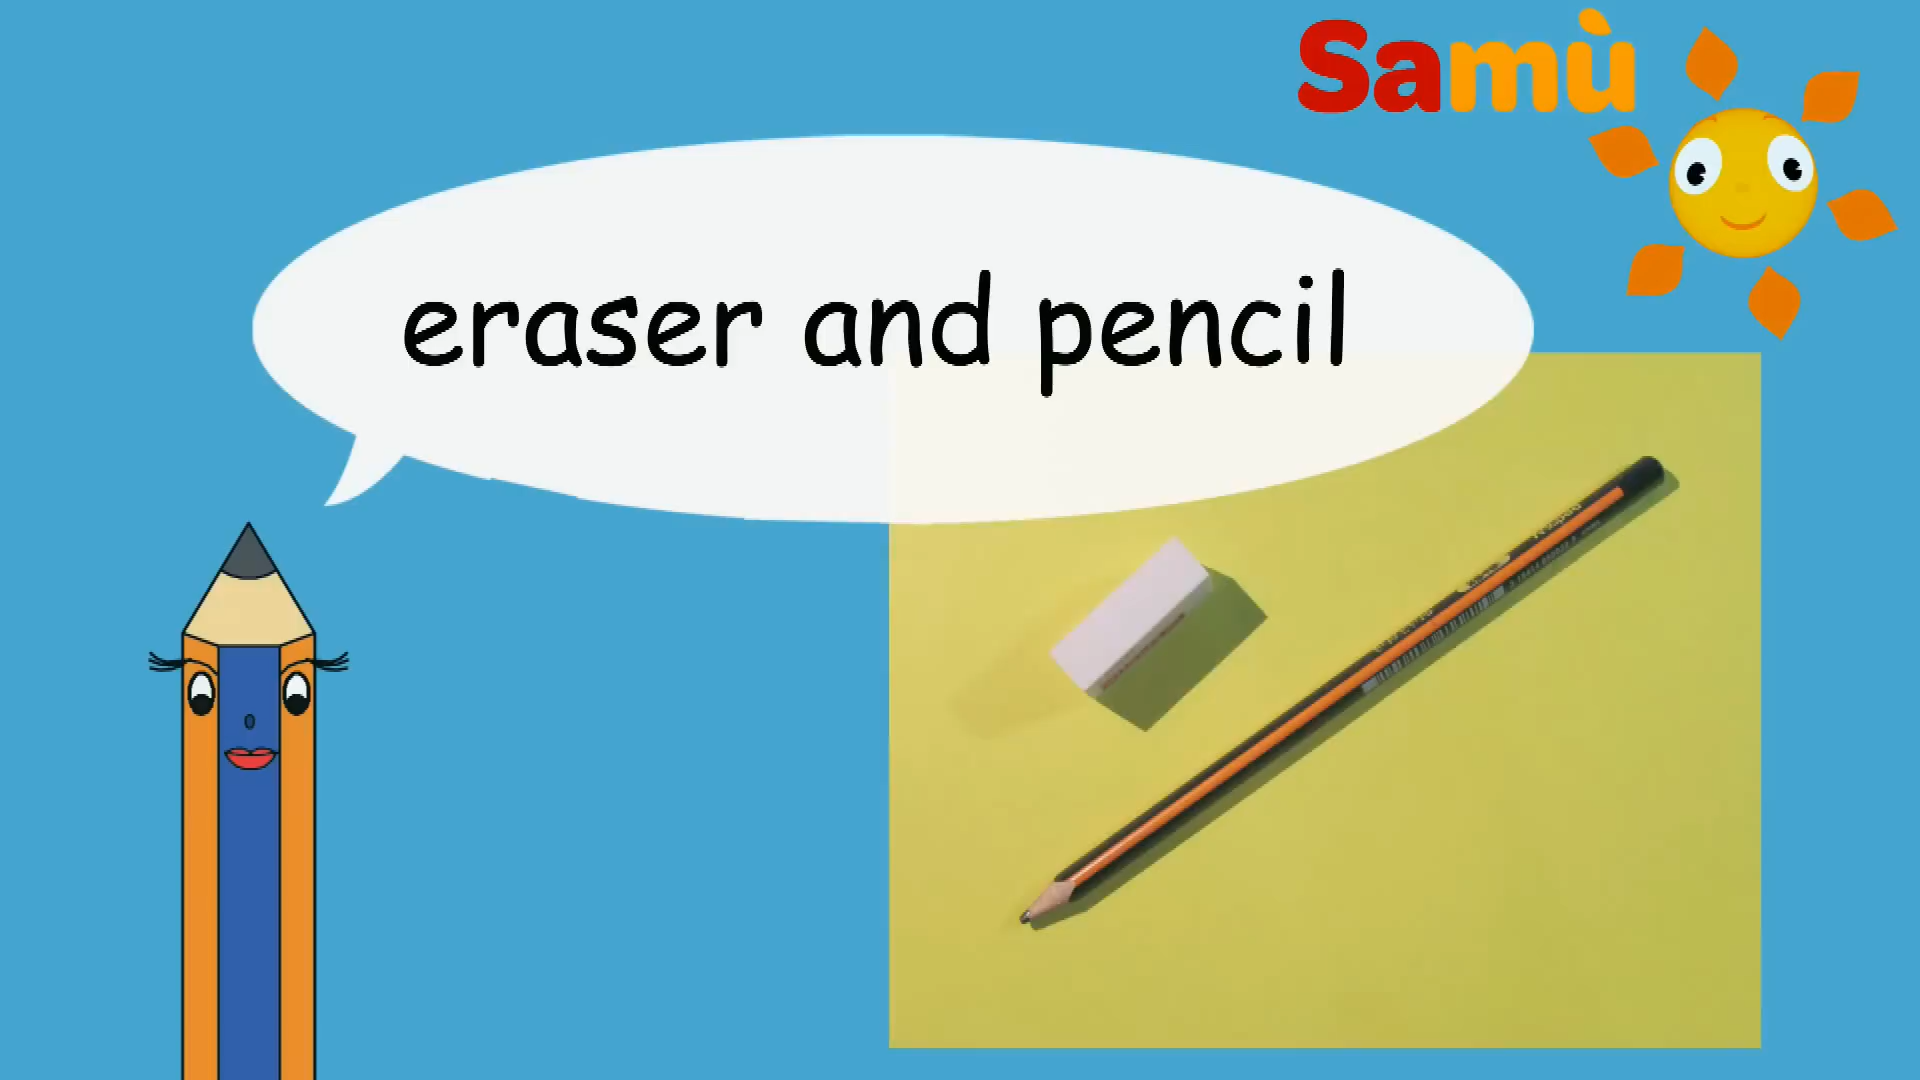 Samù
eraser and pencil